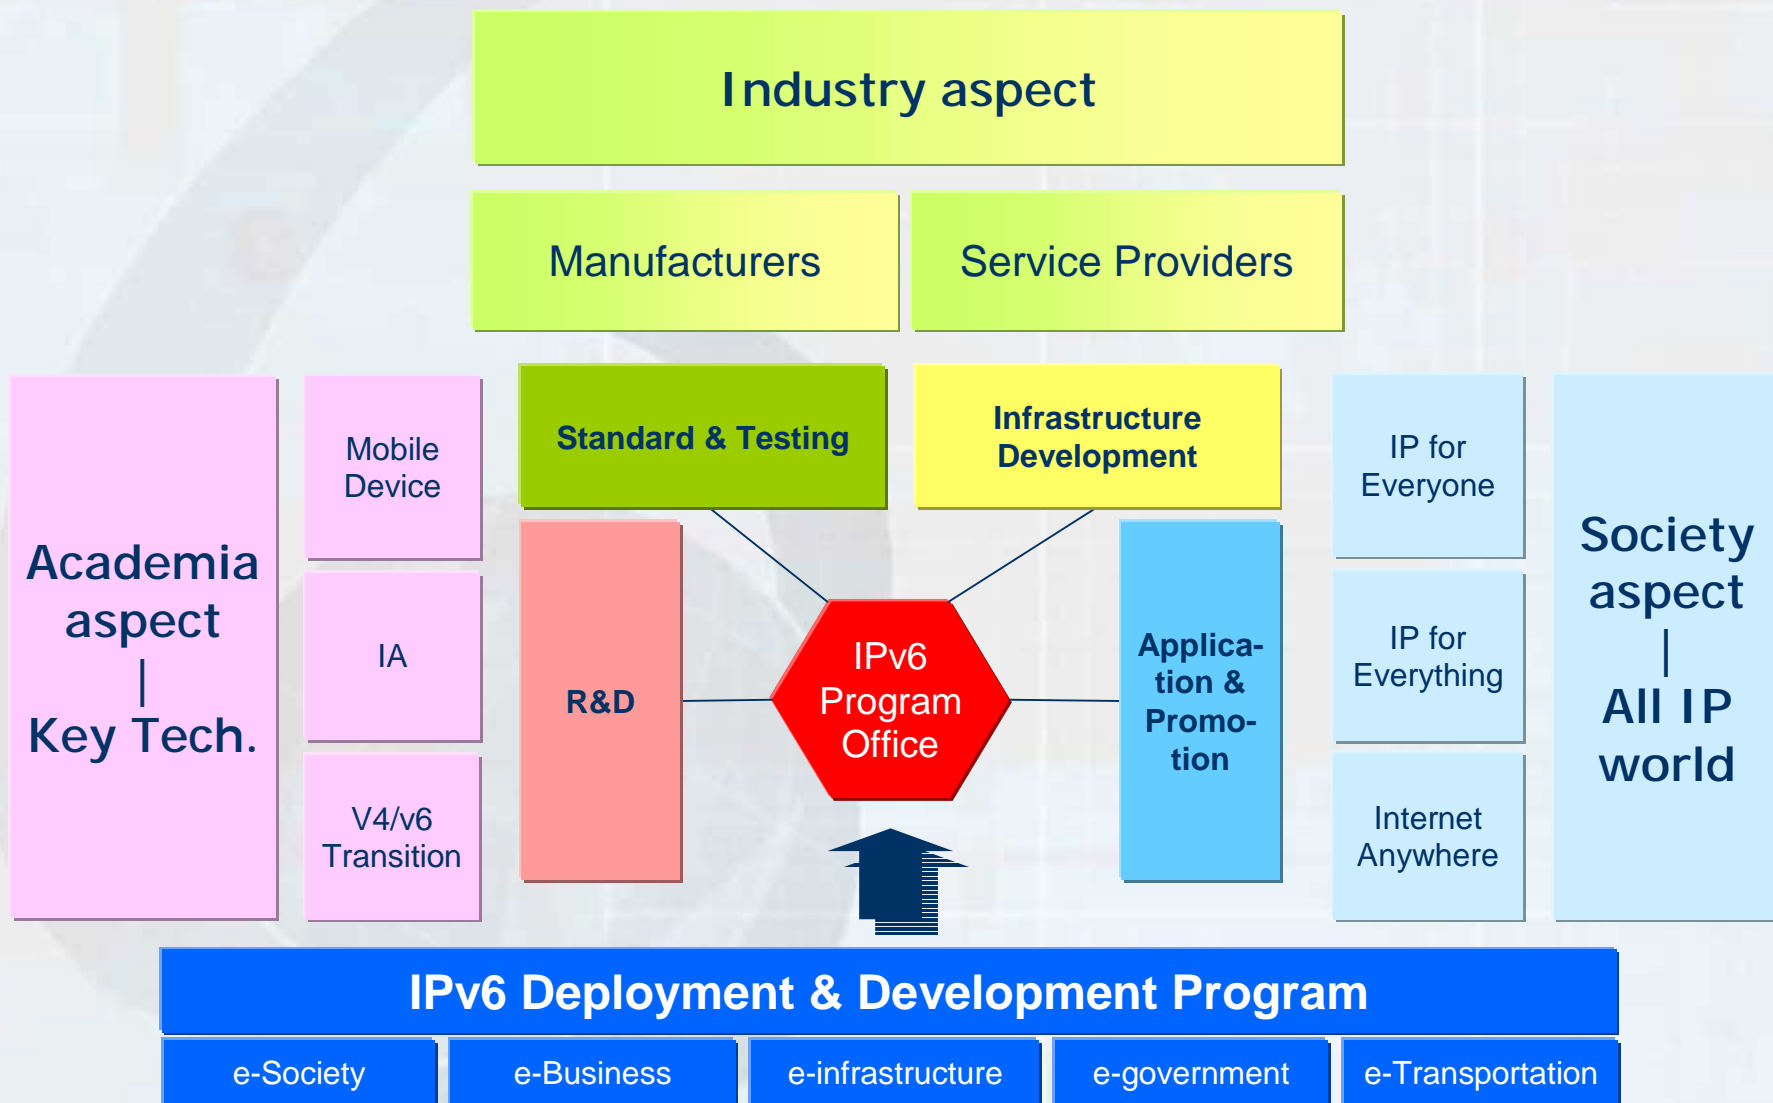 Industry aspect
Manufacturers
Service Providers
Academia
aspect
|
Key Tech.
Mobile
Device
IA
V4/v6
Transition
Standard & Testing
Infrastructure
Development
R&D
IPv6
Program
Office
Applica-
tion &
Promo-
tion
IP for
Everyone
IP for
Everything
Internet
Anywhere
Society
aspect
|
All IP
world
IPv6 Deployment & Development Program
e-Society
e-Business
e-infrastructure
e-government
e-Transportation